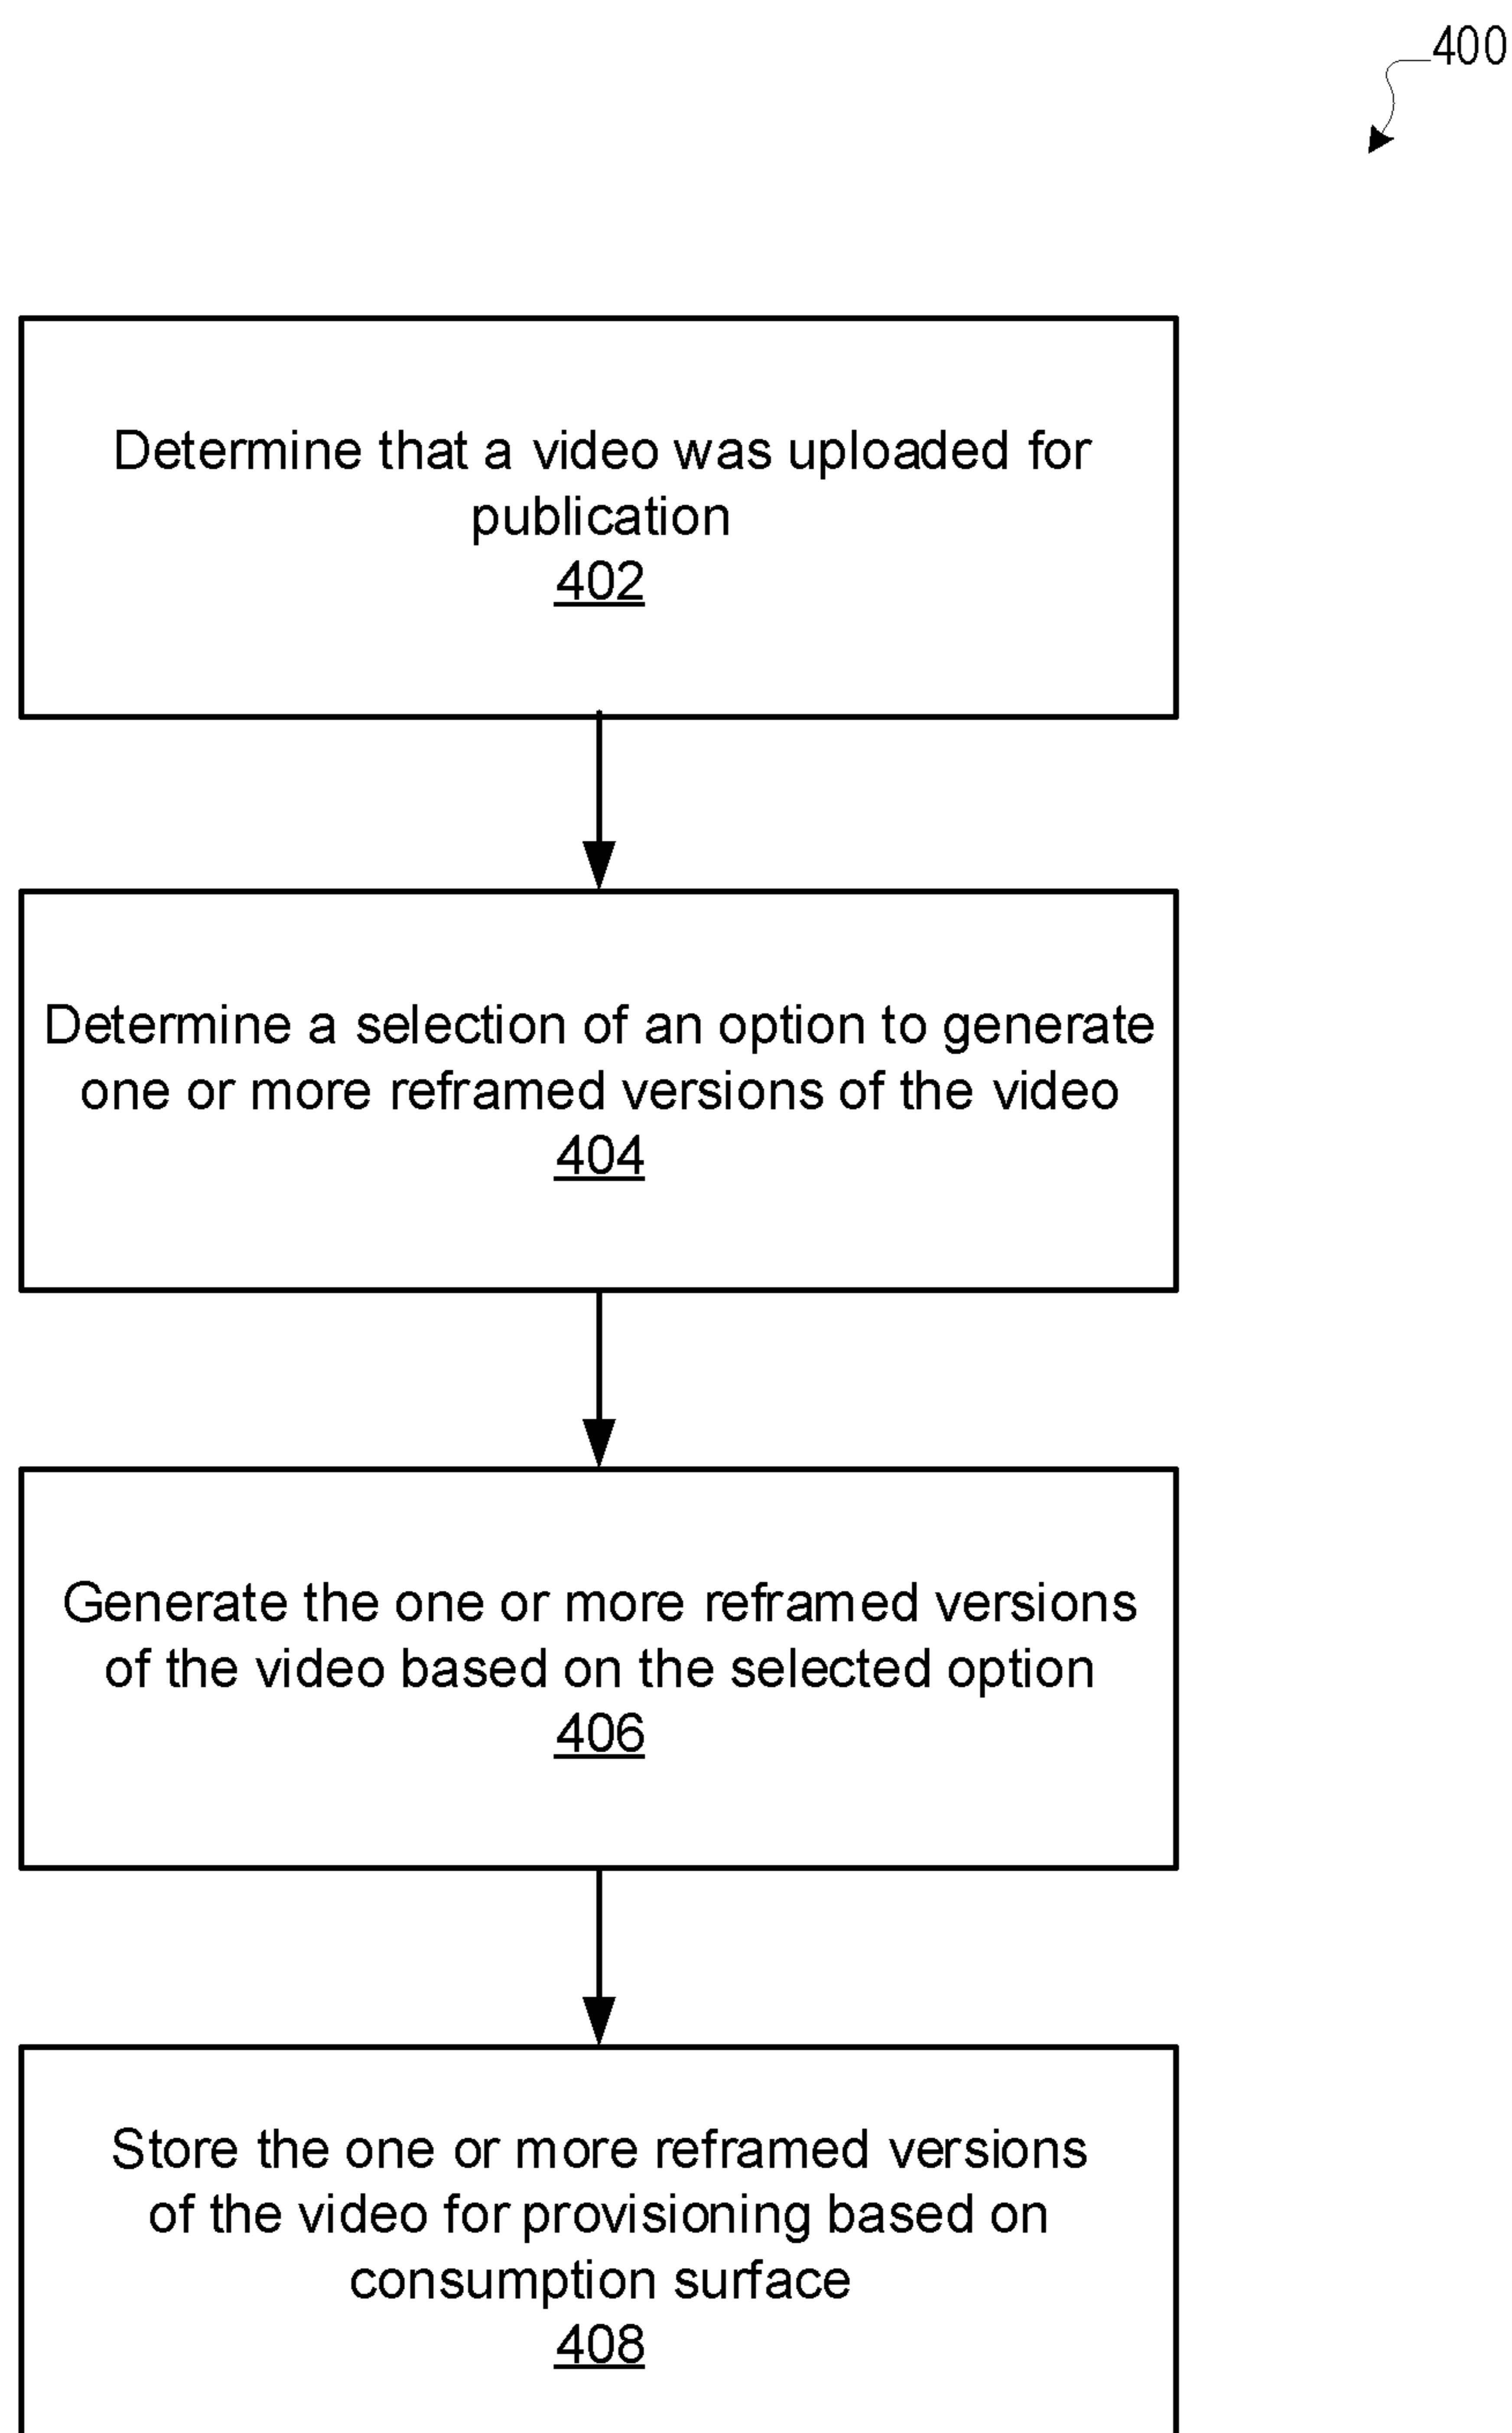 400
Determine that a video was uploaded for
publication
402
Determine a selection of an option to generate
one or more reframed versions of the video
404
Generate the one or more reframed versions
of the video based on the selected option
406
Store the one or more reframed versions
of the video for provisioning based on
consumption surface
408